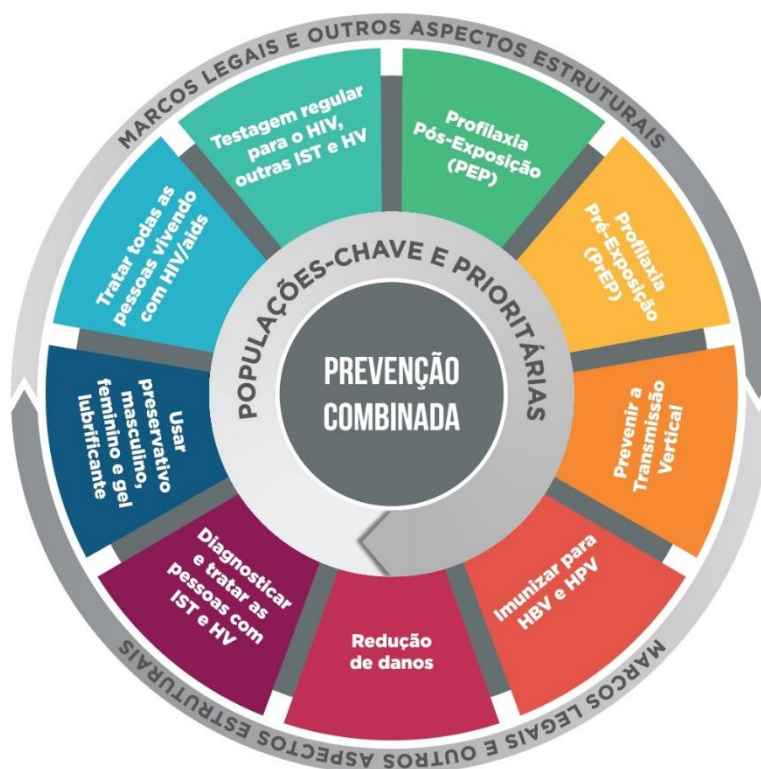 MARCOS LEGAIS E OUTROS ASPECTOS ESTRUTURAIS
Testagem regular
para o HIV,
outras IST e HV
Profilaxia
Pós-Exposição
(PEP)
Profilaxia
Pré-Exposição
(PrEP)
Prevenir a
Transmissão
Vertical
Imunizar para
HBV e HPV
Redução
de danos
Diagnosticar
e tratar as
pessoas com
IST e HV
Usar
preservativo
masculino,
feminino e gel
lubrificante
Tratar todas as
pessoas vivendo
com HIV/aids
POPULAÇÕES-CHAVE E PRIORITÁRIAS
PREVENÇÃO
COMBINADA
MARCOS LEGAIS E OUTROS ASPECTOS ESTRUTURAIS